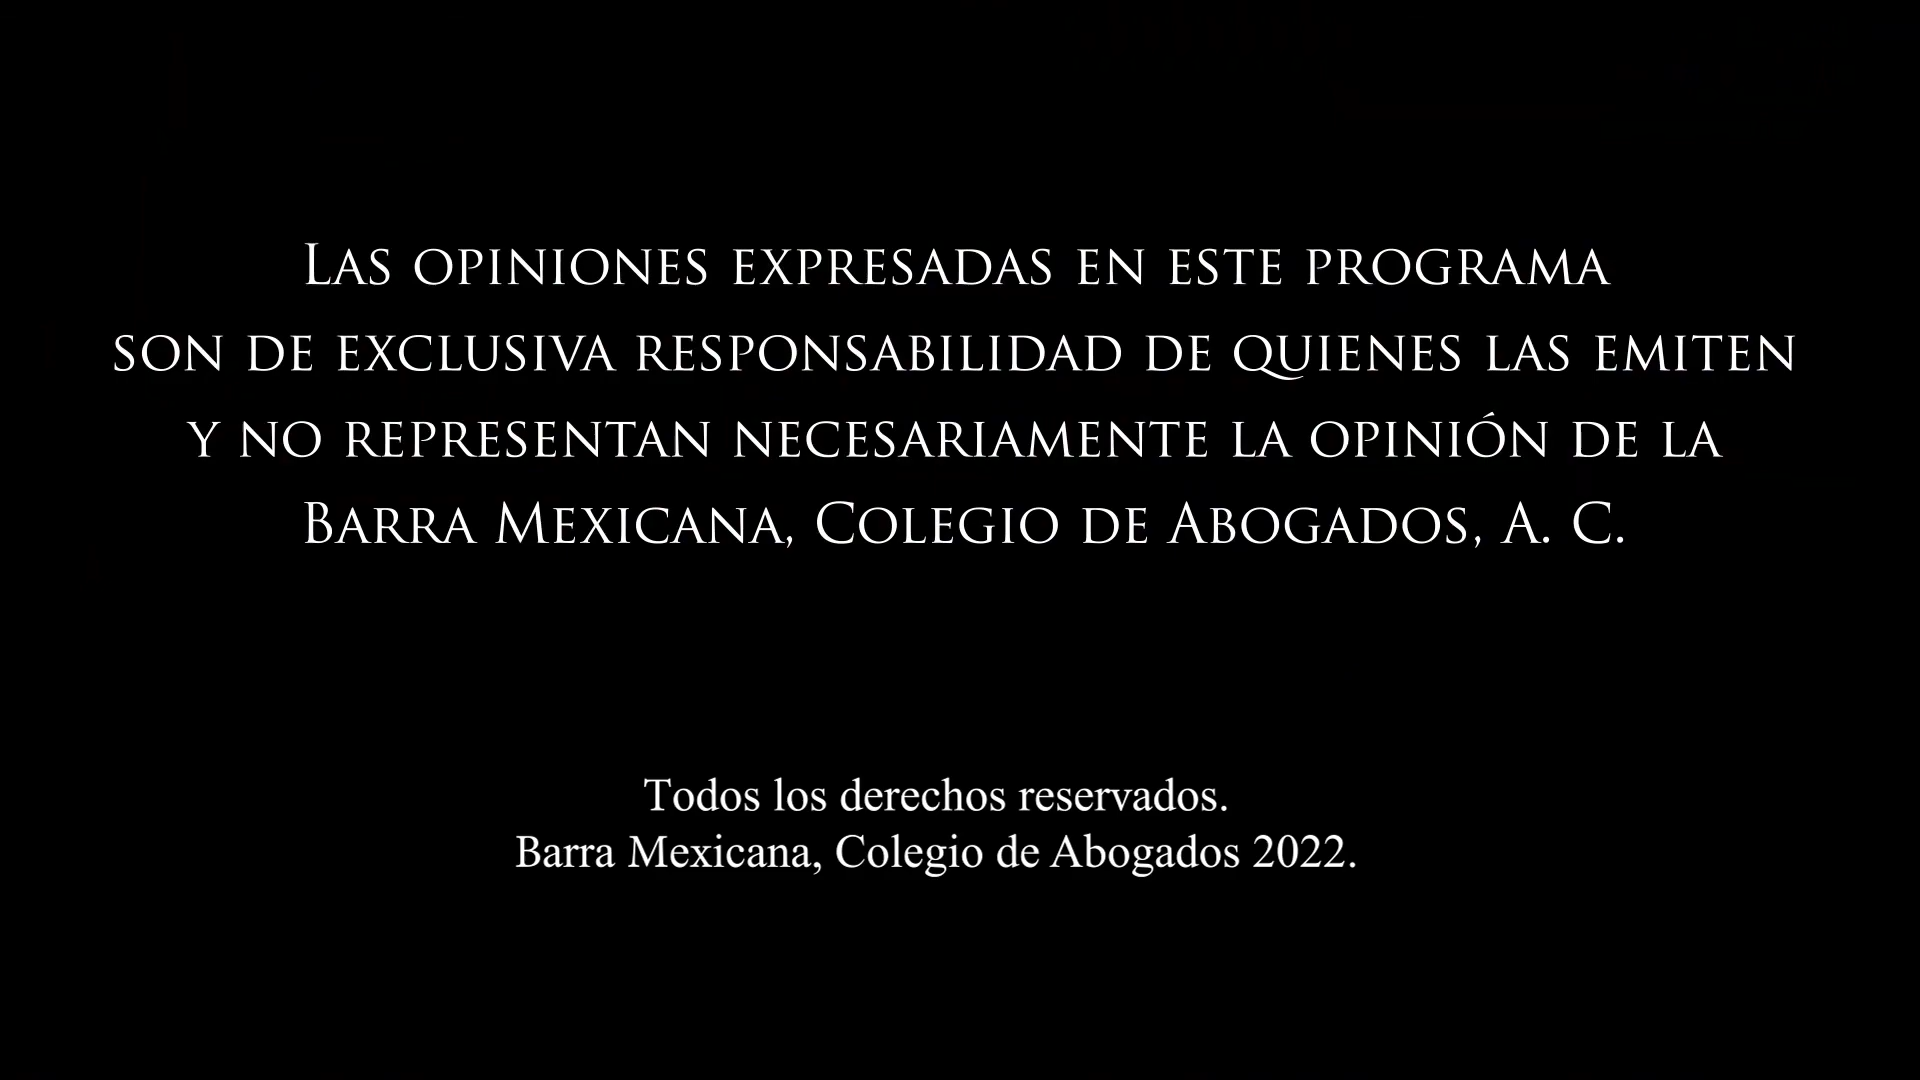 Las opiniones expresadas en este programa
son de exclusiva responsabilidad de quienes las emiten
y no representan necesariamente la opinión de la
Barra Mexicana, Colegio de Abogados, A. C.
Todos los derechos reservados.
Barra Mexicana, Colegio de Abogados 2022.